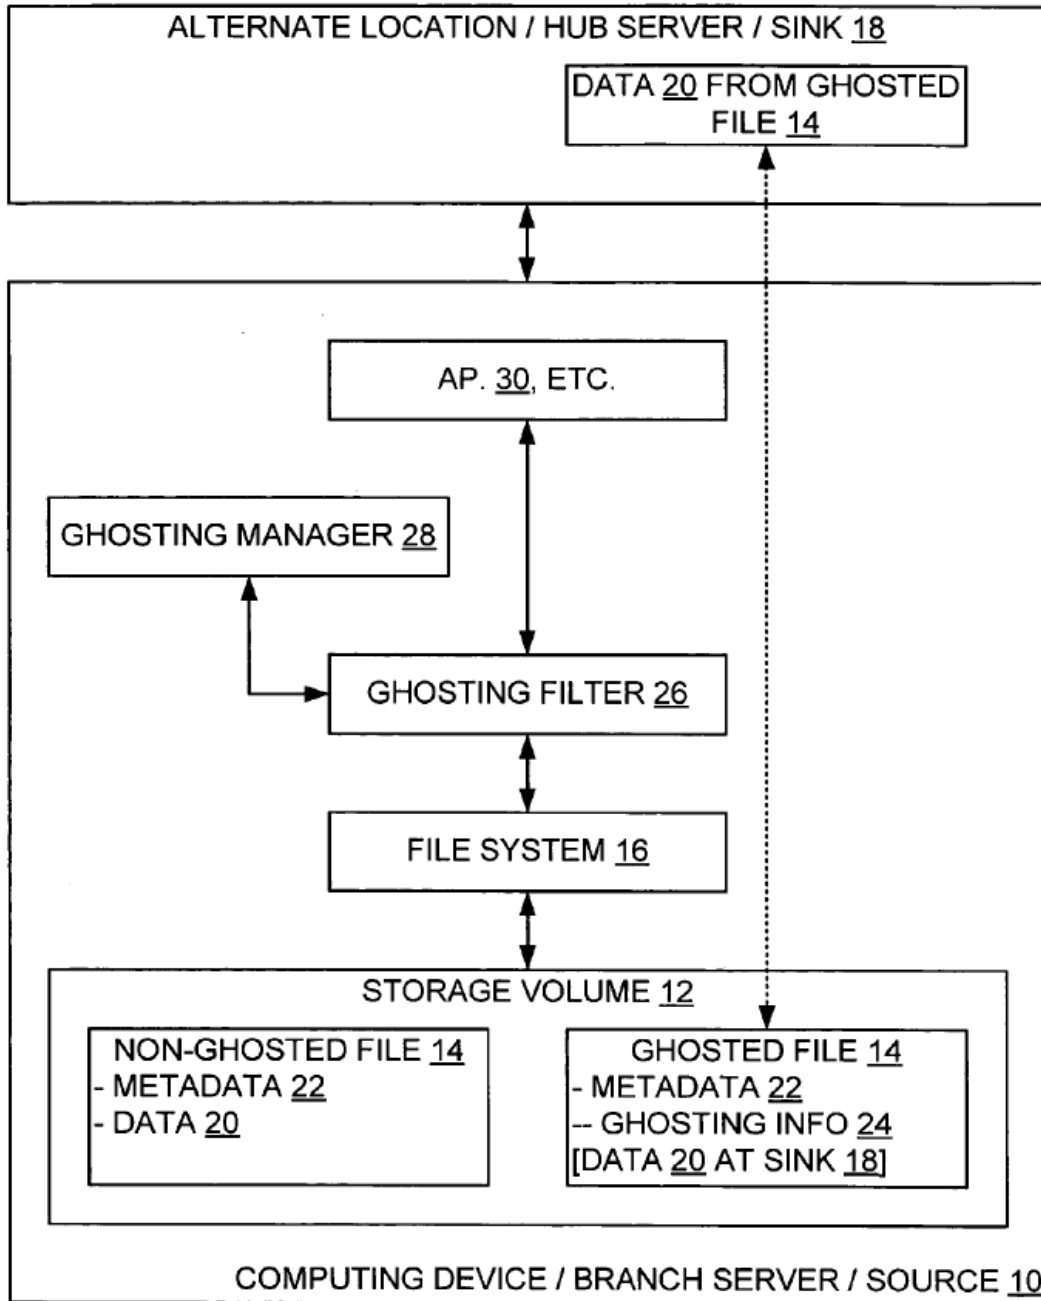 ALTERNATE LOCATION / HUB SERVER / SINK 18
DATA 20 FROM GHOSTED
FILE 14
AP. 30, ETC.
GHOSTING MANAGER 28
GHOSTING FILTER 26
FILE SYSTEM 16
STORAGE VOLUME 12
NON-GHOSTED FILE 14
- METADATA 22
- DATA 20
GHOSTED FILE 14
- METADATA 22
-- GHOSTING INFO 24
[DATA 20 AT SINK 18]
COMPUTING DEVICE / BRANCH SERVER / SOURCE 10